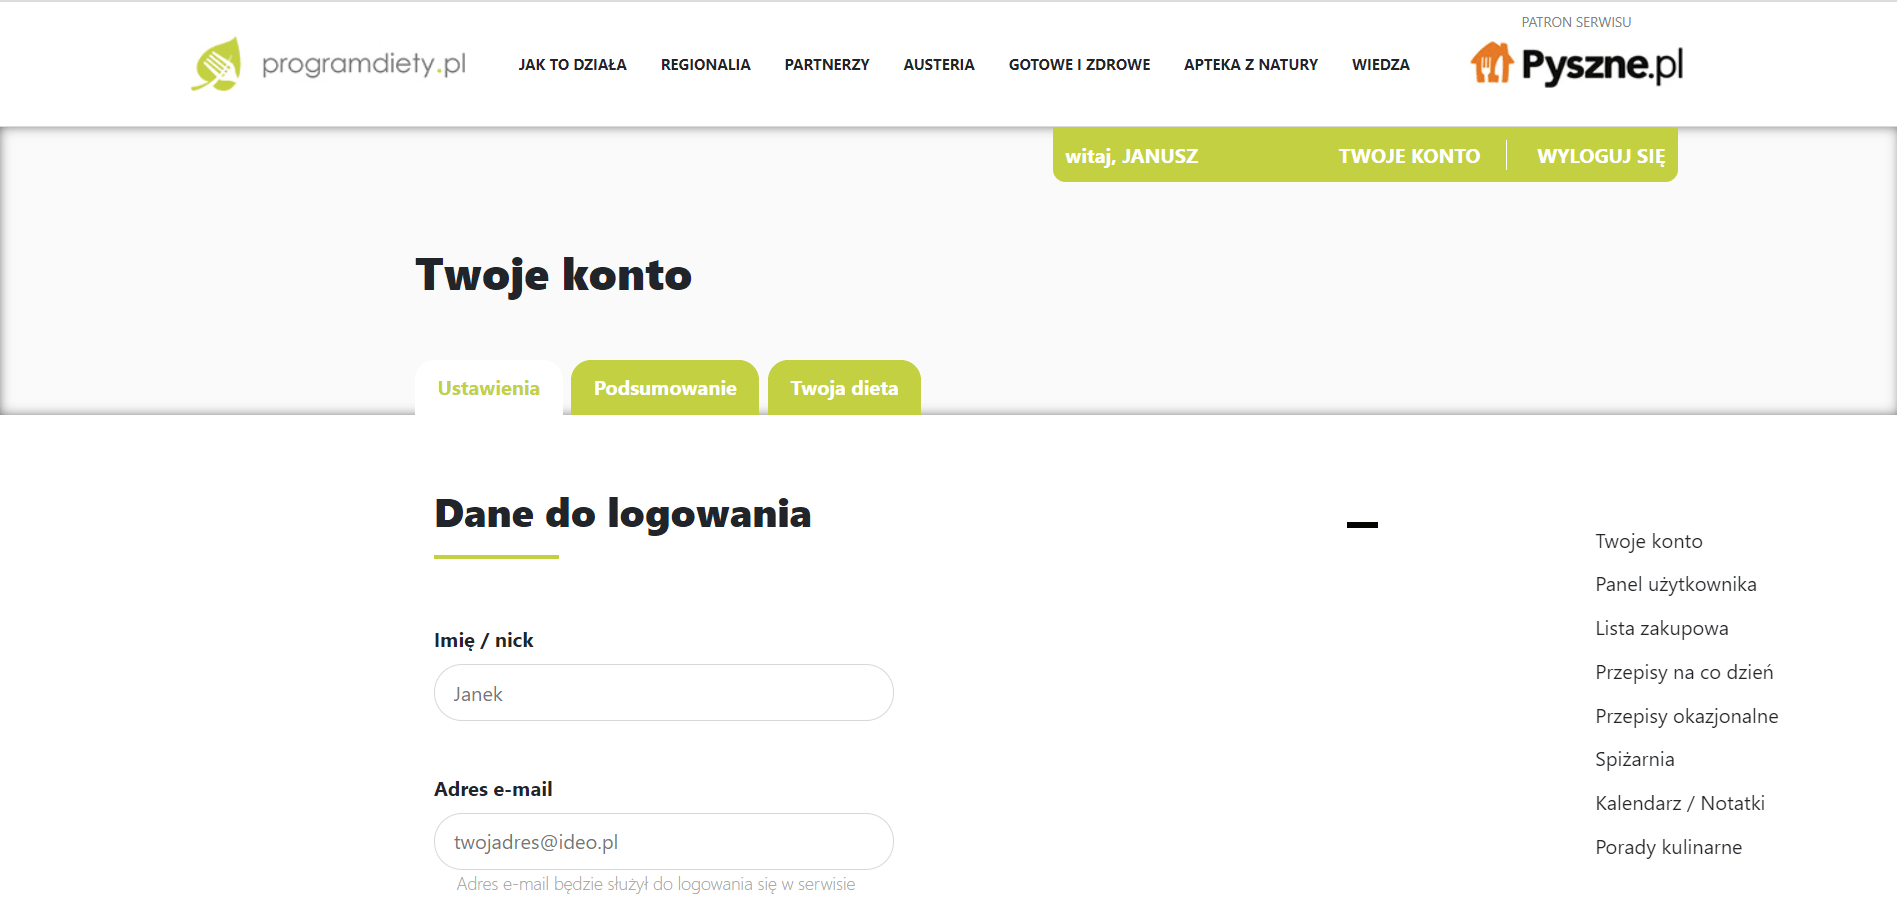 PATRON SERWISU
programdiety.pl
JAK TO DZIAŁA REGIONALIA PARTNERZY AUSTERIA GOTOWE I ZDROWE APTEKA Z NATURY WIEDZA
Pyszne.pl
witaj, JANUSZ TWOJE KONTO WYLOGUJ SIĘ
Twoje konto
Ustawienia Podsumowanie Twoja dieta
Dane do logowania
Imię / nick
Janek
Adres e-mail
twojadres@ideo.pl
Adres e-mail będzie służył do logowania się w serwisie
Twoje konto
Panel użytkownika
Lista zakupowa
Przepisy na co dzień
Przepisy okazjonalne
Spiżarnia
Kalendarz / Notatki
Porady kulinarne